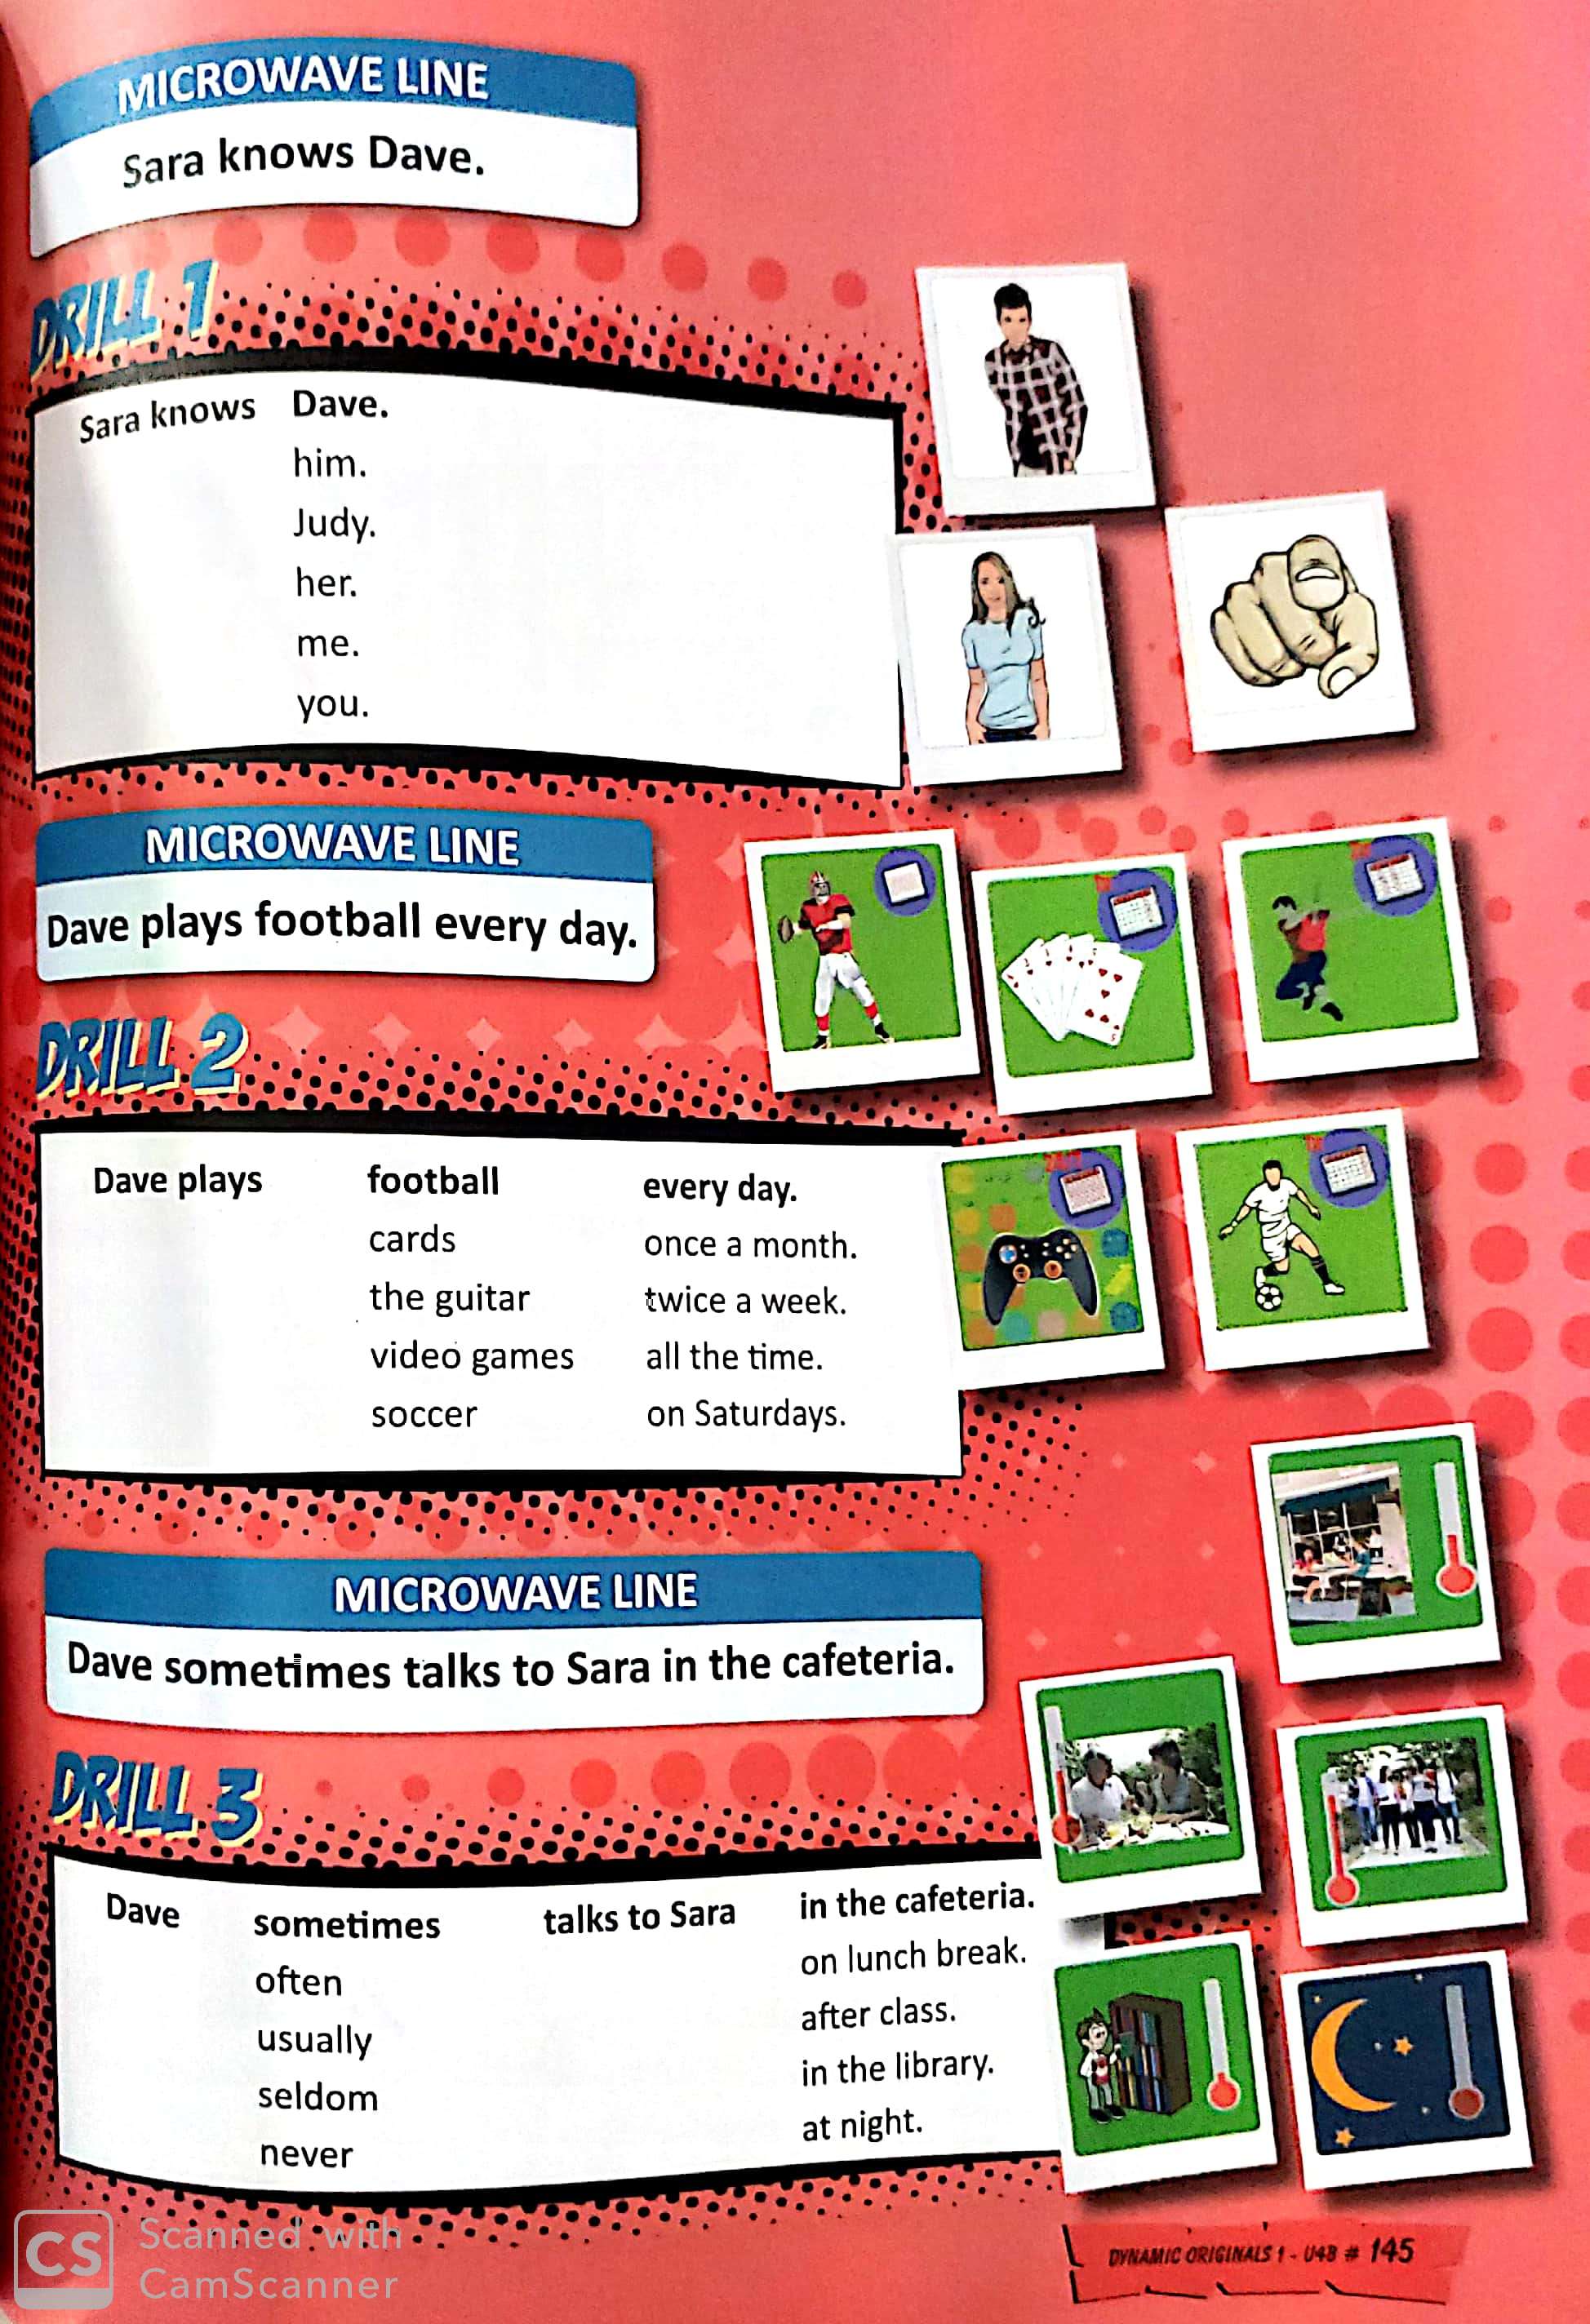 MICROWAVE LINE
Sara knows Dave.
DRILL 1
Sara knows Dave.
him.
Judy.
her.
me.
you.
MICROWAVE LINE
Dave plays football every day.
DRILL 2
Dave plays football every day.
cards once a month.
the guitar twice a week.
video games all the time.
soccer on Saturdays.
MICROWAVE LINE
Dave sometimes talks to Sara in the cafeteria.
DRILL 3
Dave sometimes talks to Sara in the cafeteria.
often on lunch break.
usually after class.
seldom in the library.
never at night.
CS Scanned with
CamScanner
DYNAMIC ORIGINALS 1 - U4B # 145